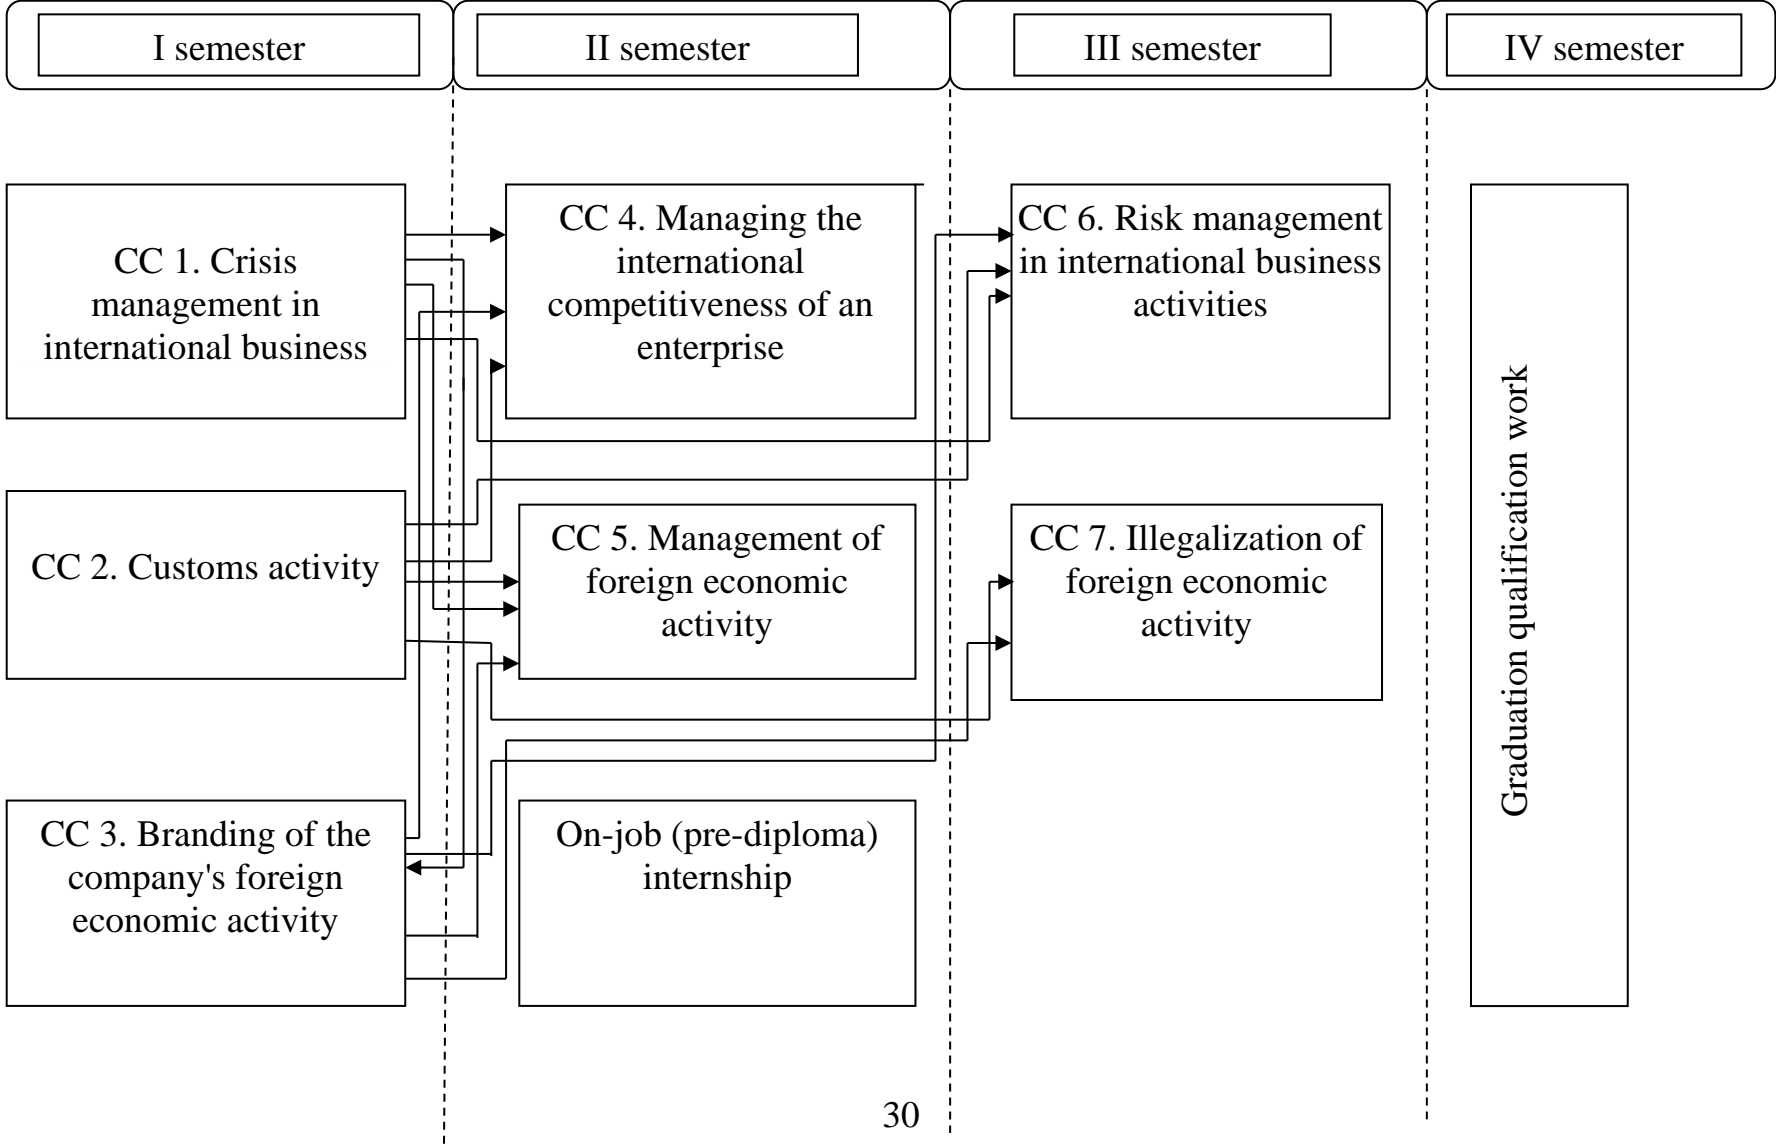 I semester
II semester
III semester
IV semester
CC 1. Crisis
management in
international business
CC 4. Managing the
international
competitiveness of an
enterprise
CC 6. Risk management
in international business
activities
CC 2. Customs activity
CC 5. Management of
foreign economic
activity
CC 7. Illegalization of
foreign economic
activity
CC 3. Branding of the
company's foreign
economic activity
On-job (pre-diploma)
internship
Graduation qualification work
30